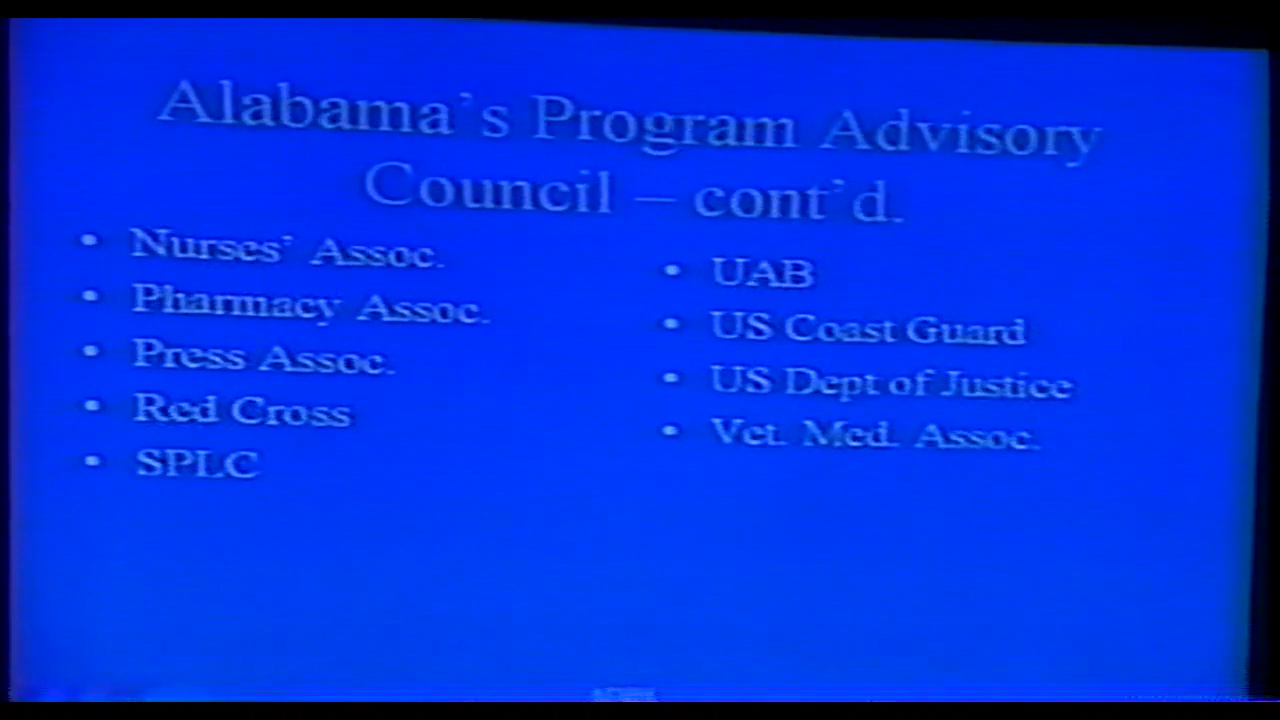 Alabama's Program Advisory
Council – cont'd.
• Nurses' Assoc.
• Pharmacy Assoc.
• Press Assoc.
• Red Cross
• SPLC
• UAB
• US Coast Guard
• US Dept of Justice
• Vet. Med. Assoc.